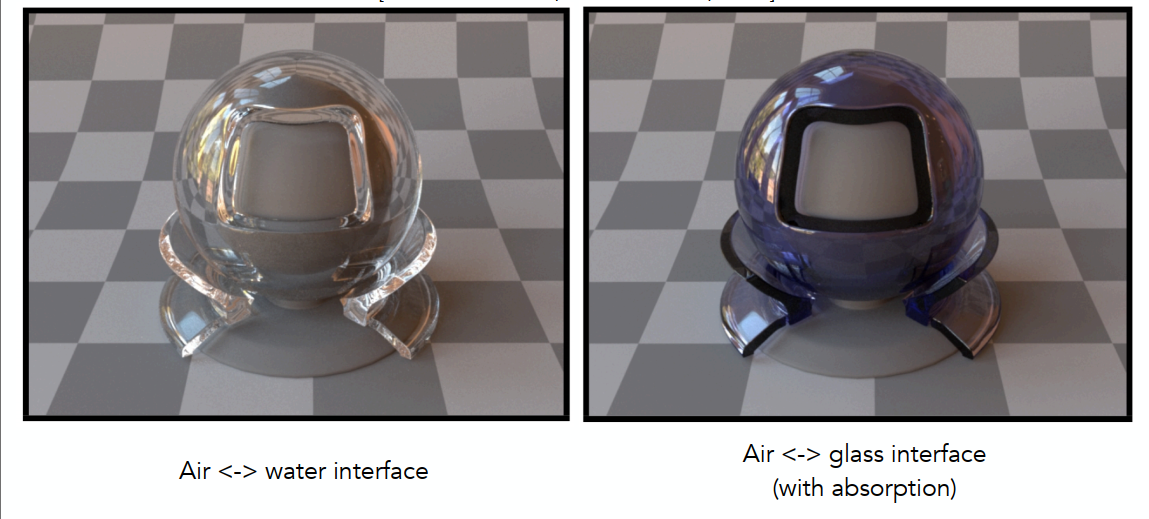 Air <-> water interface
Air <-> glass interface
(with absorption)